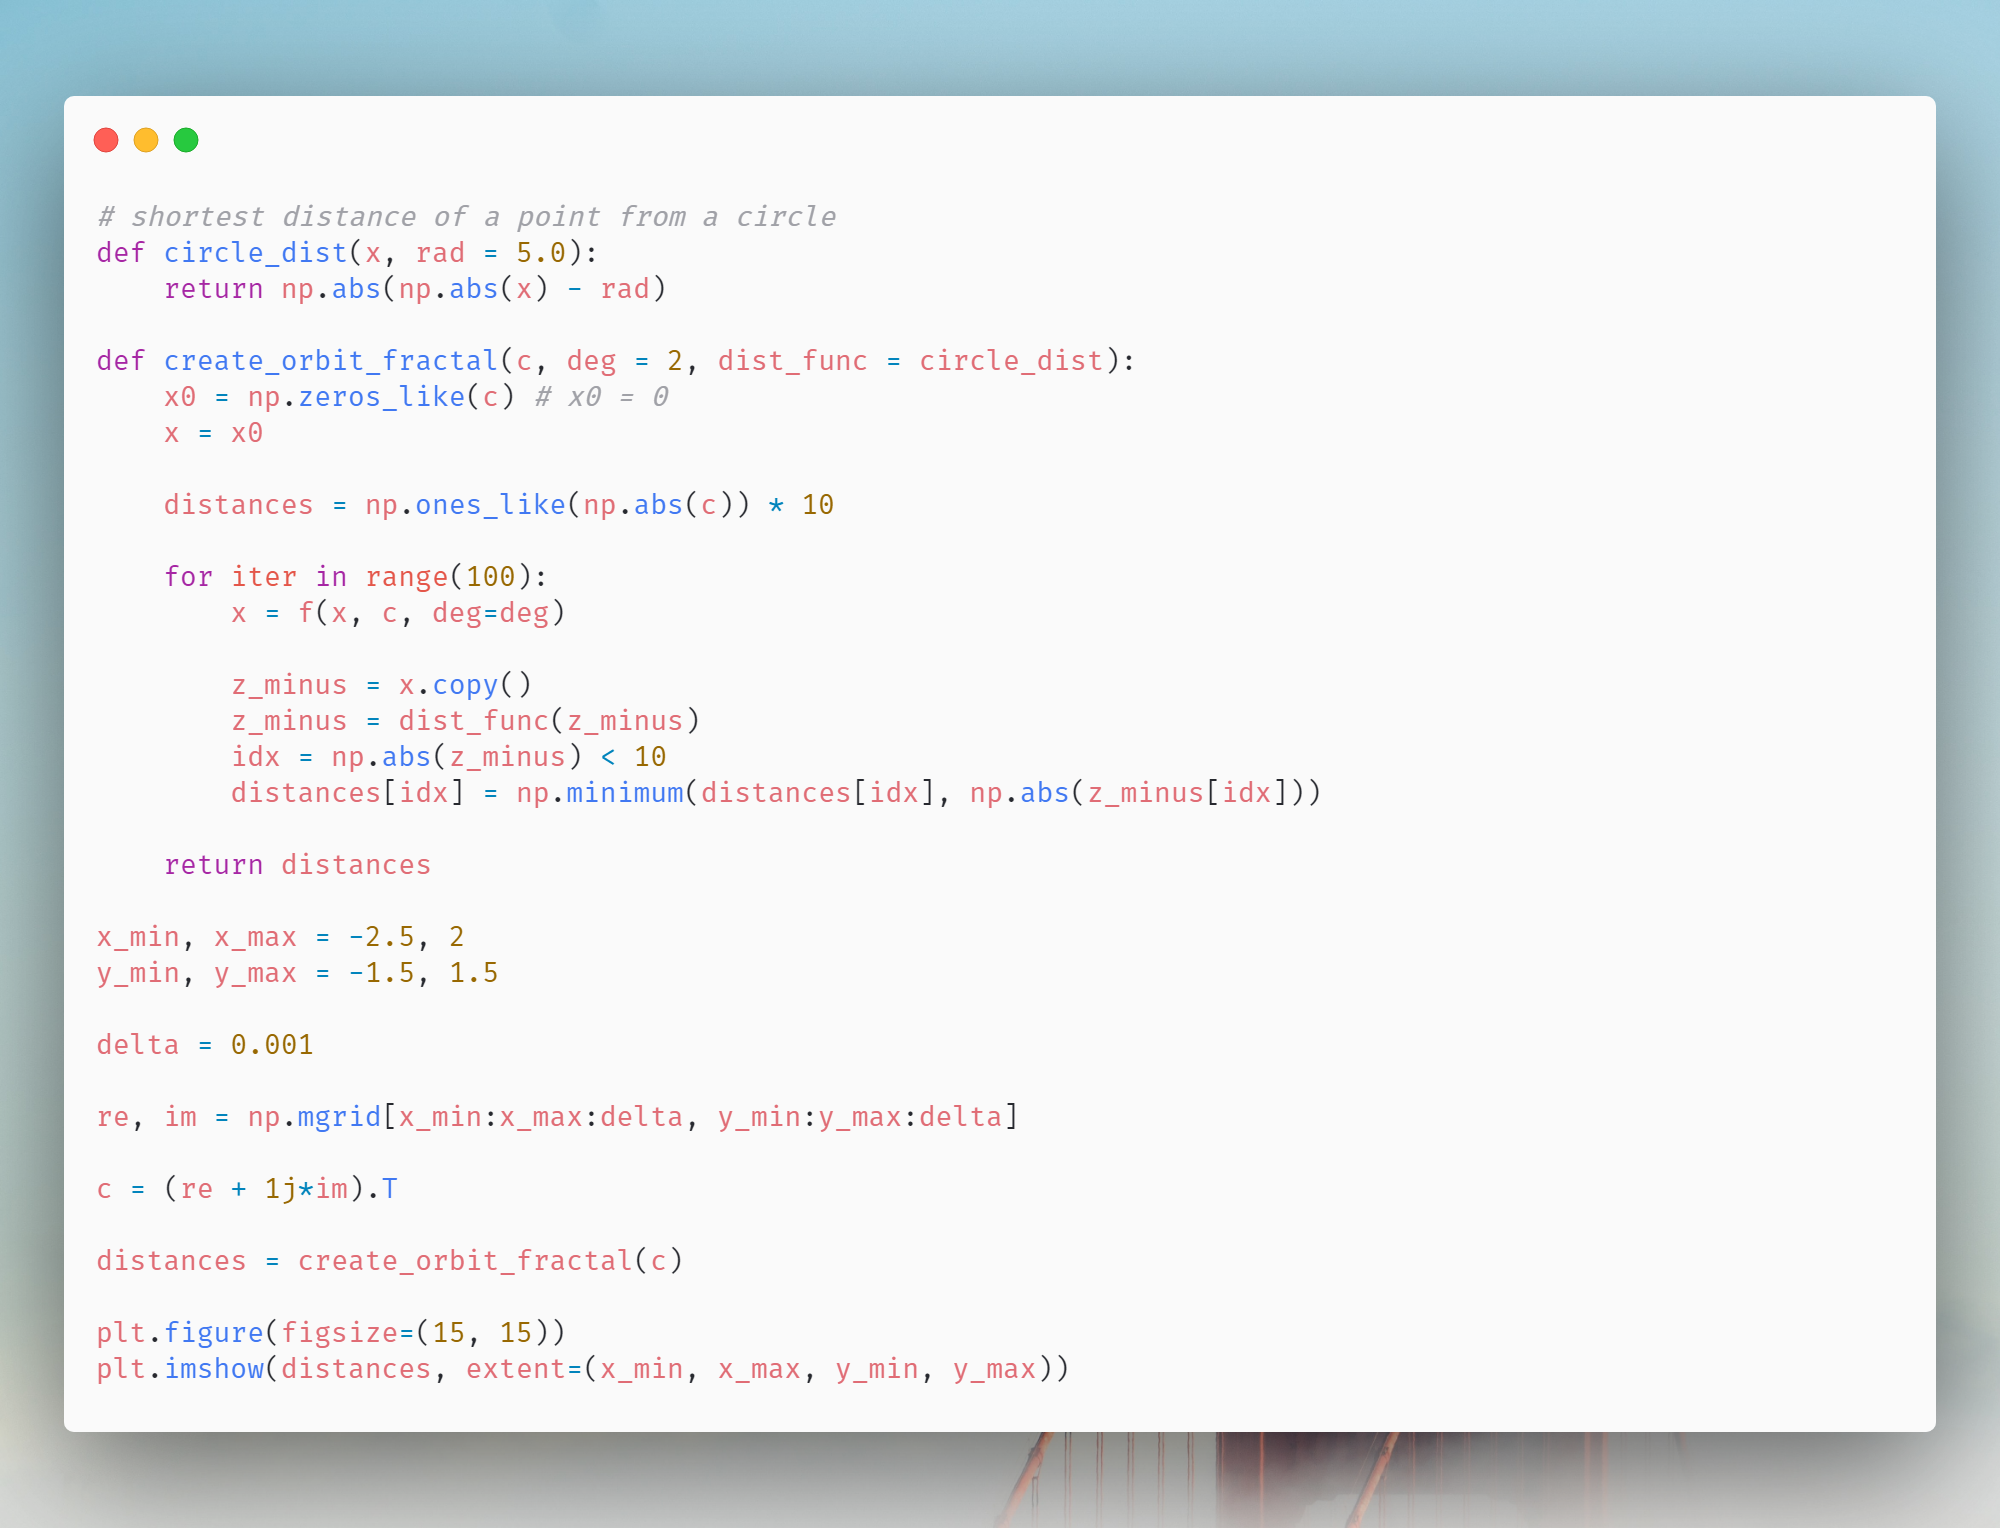 # shortest distance of a point from a circle
def circle_dist(x, rad = 5.0):
    return np.abs(np.abs(x) - rad)

def create_orbit_fractal(c, deg = 2, dist_func = circle_dist):
    x0 = np.zeros_like(c) # x0 = 0
    x = x0

    distances = np.ones_like(np.abs(c)) * 10

    for iter in range(100):
        x = f(x, c, deg=deg)

        z_minus = x.copy()
        z_minus = dist_func(z_minus)
        idx = np.abs(z_minus) < 10
        distances[idx] = np.minimum(distances[idx], np.abs(z_minus[idx]))

    return distances

x_min, x_max = -2.5, 2
y_min, y_max = -1.5, 1.5

delta = 0.001

re, im = np.mgrid[x_min:x_max:delta, y_min:y_max:delta]

c = (re + 1j*im).T

distances = create_orbit_fractal(c)

plt.figure(figsize=(15, 15))
plt.imshow(distances, extent=(x_min, x_max, y_min, y_max))